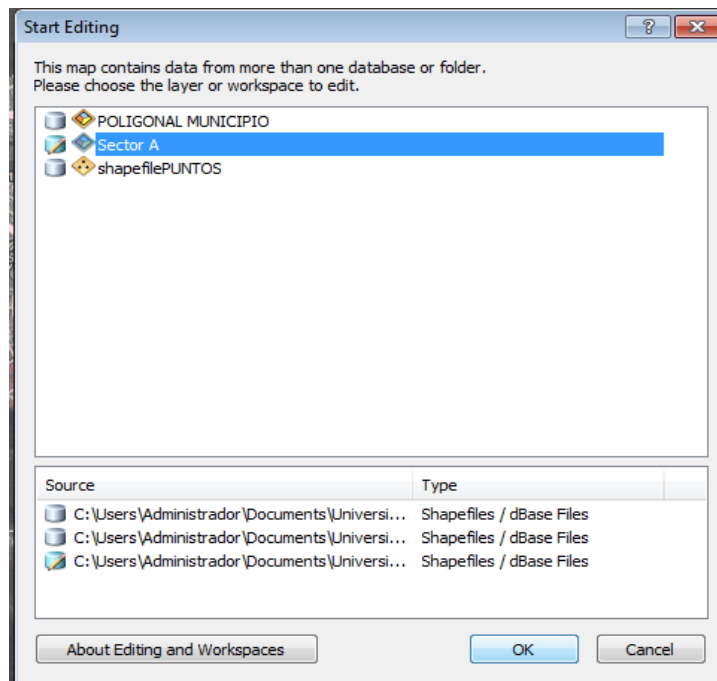 Start Editing
This map contains data from more than one database or folder.
Please choose the layer or workspace to edit.
POLIGONAL MUNICIPIO
Sector A
shapefilePUNTOS
Source Type
C:\Users\Administrador\Documents\Universi... Shapefiles / dBase Files
C:\Users\Administrador\Documents\Universi... Shapefiles / dBase Files
C:\Users\Administrador\Documents\Universi... Shapefiles / dBase Files
About Editing and Workspaces OK Cancel